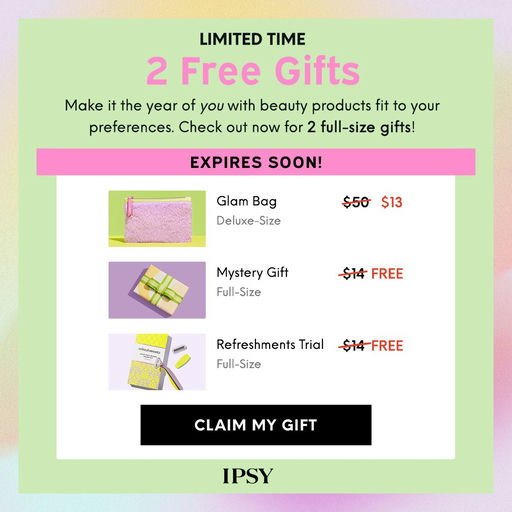 LIMITED TIME
2 Free Gifts
Make it the year of you with beauty products fit to your
preferences. Check out now for 2 full-size gifts!
EXPIRES SOON!
Glam Bag $50 $13
Deluxe-Size
Mystery Gift $14 FREE
Full-Size
Refreshments Trial $14 FREE
Full-Size
CLAIM MY GIFT
IPSY